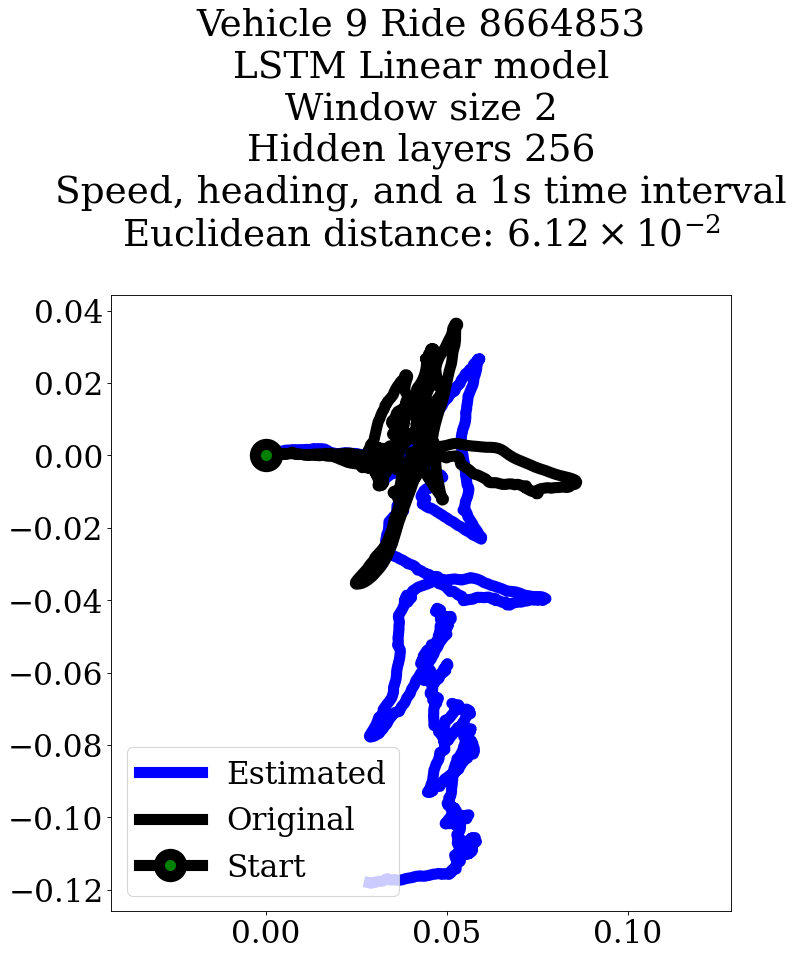 Vehicle 9 Ride 8664853
LSTM Linear model
Window size 2
Hidden layers 256
Speed, heading, and a 1s time interval
Euclidean distance: 6.12 × 10⁻²
0.04
0.02
0.00
−0.02
−0.04
−0.06
−0.08
−0.10
−0.12
Estimated
Original
Start
0.00 0.05 0.10